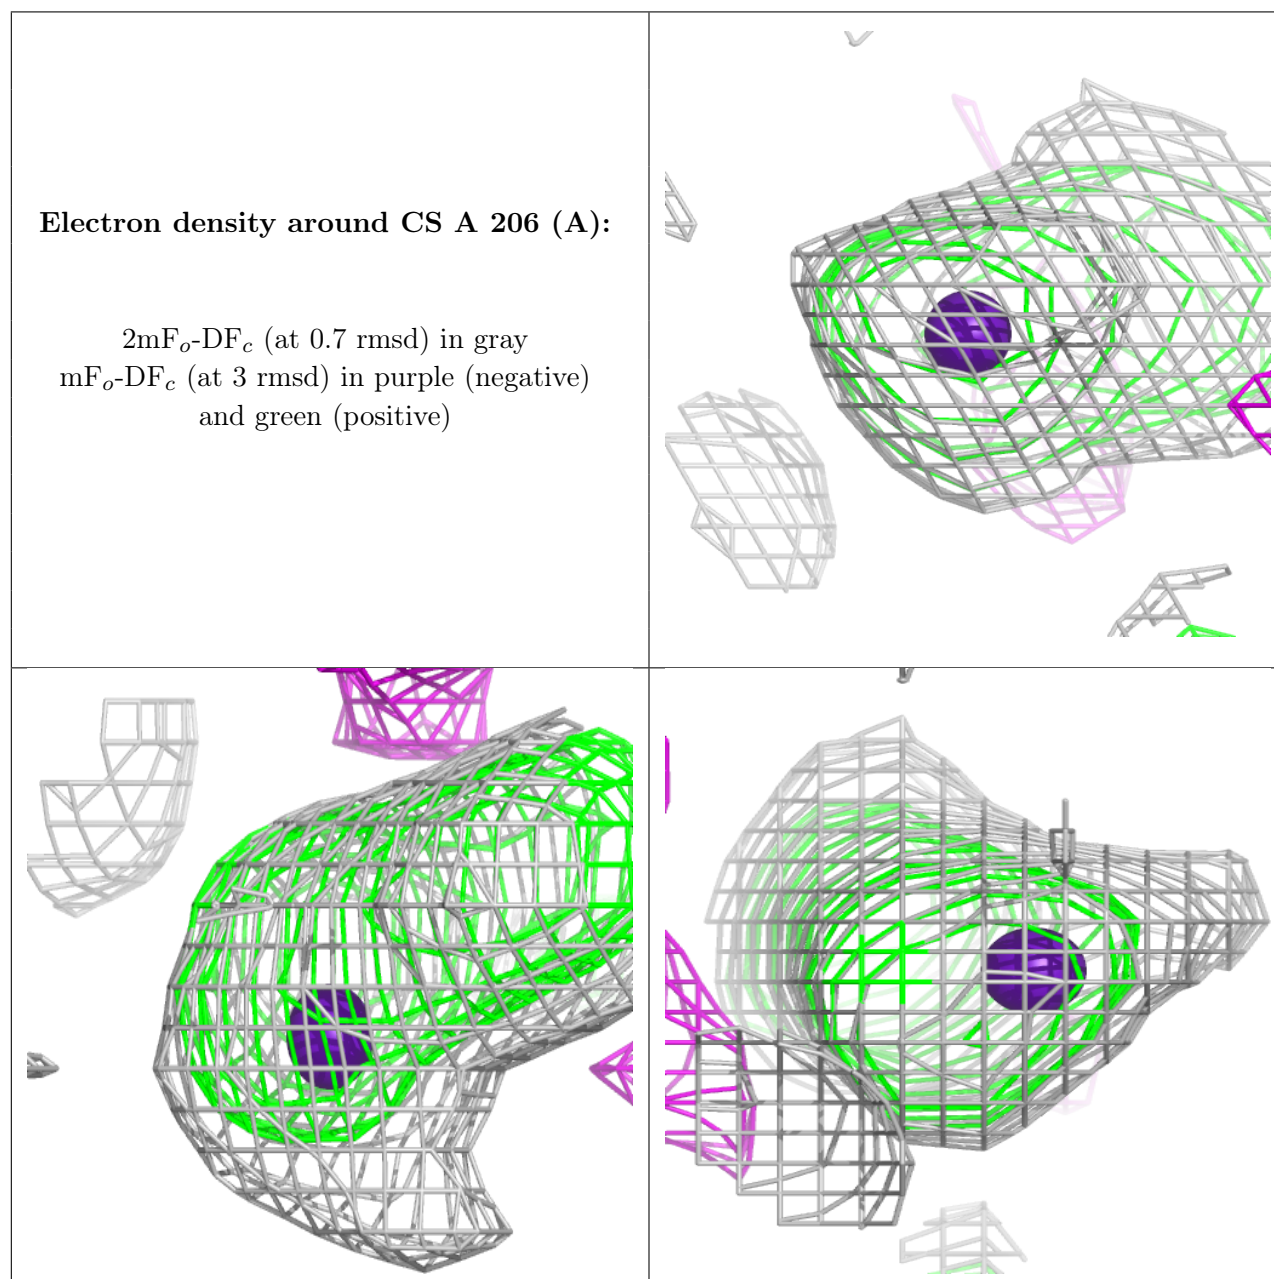 Electron density around CS A 206 (A):
2mFo-DFc (at 0.7 rmsd) in gray
mFo-DFc (at 3 rmsd) in purple (negative)
and green (positive)